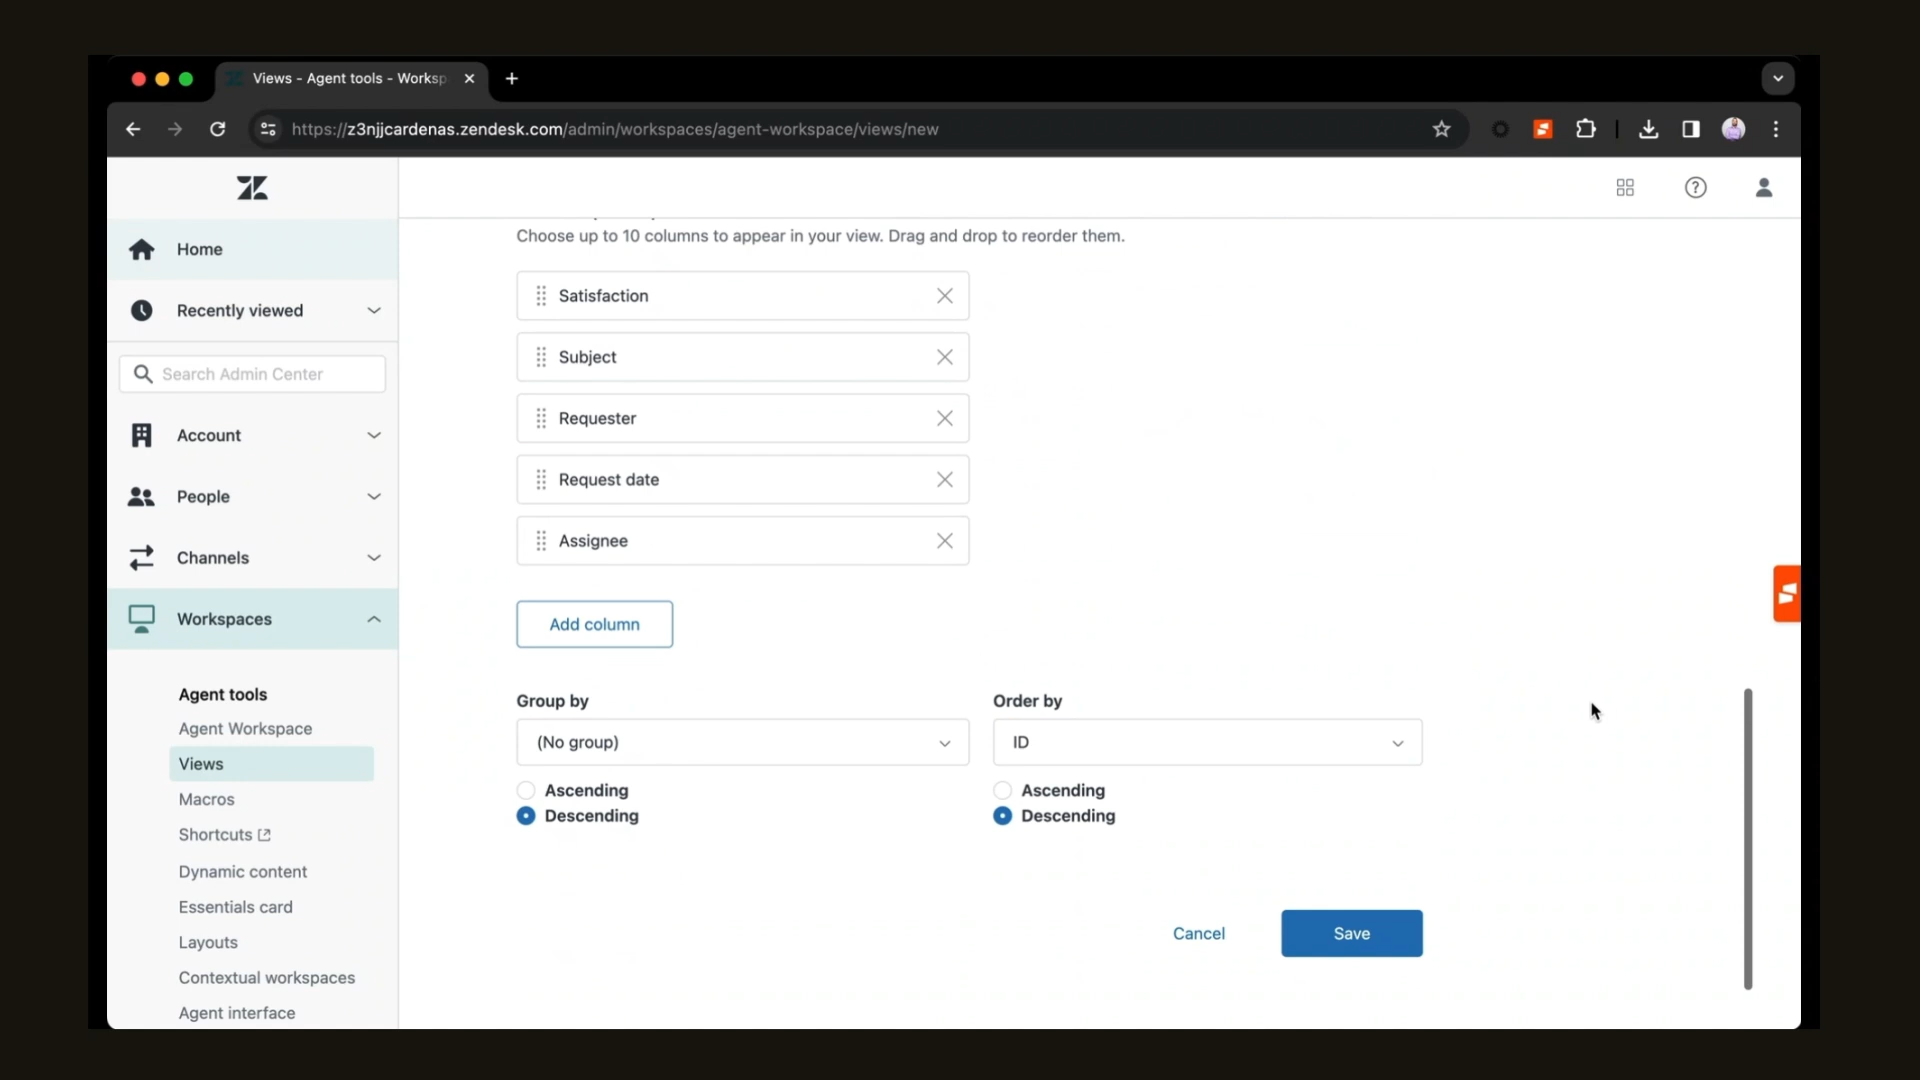 Views - Agent tools - Worksp
https://z3njjcardenas.zendesk.com/admin/workspaces/agent-workspace/views/new
Home
Recently viewed
Search Admin Center
Account
People
Channels
Workspaces
Agent tools
Agent Workspace
Views
Macros
Shortcuts
Dynamic content
Essentials card
Layouts
Contextual workspaces
Agent interface
Choose up to 10 columns to appear in your view. Drag and drop to reorder them.
Satisfaction
Subject
Requester
Request date
Assignee
Add column
Group by
(No group)
Ascending
Descending
Order by
ID
Ascending
Descending
Cancel
Save